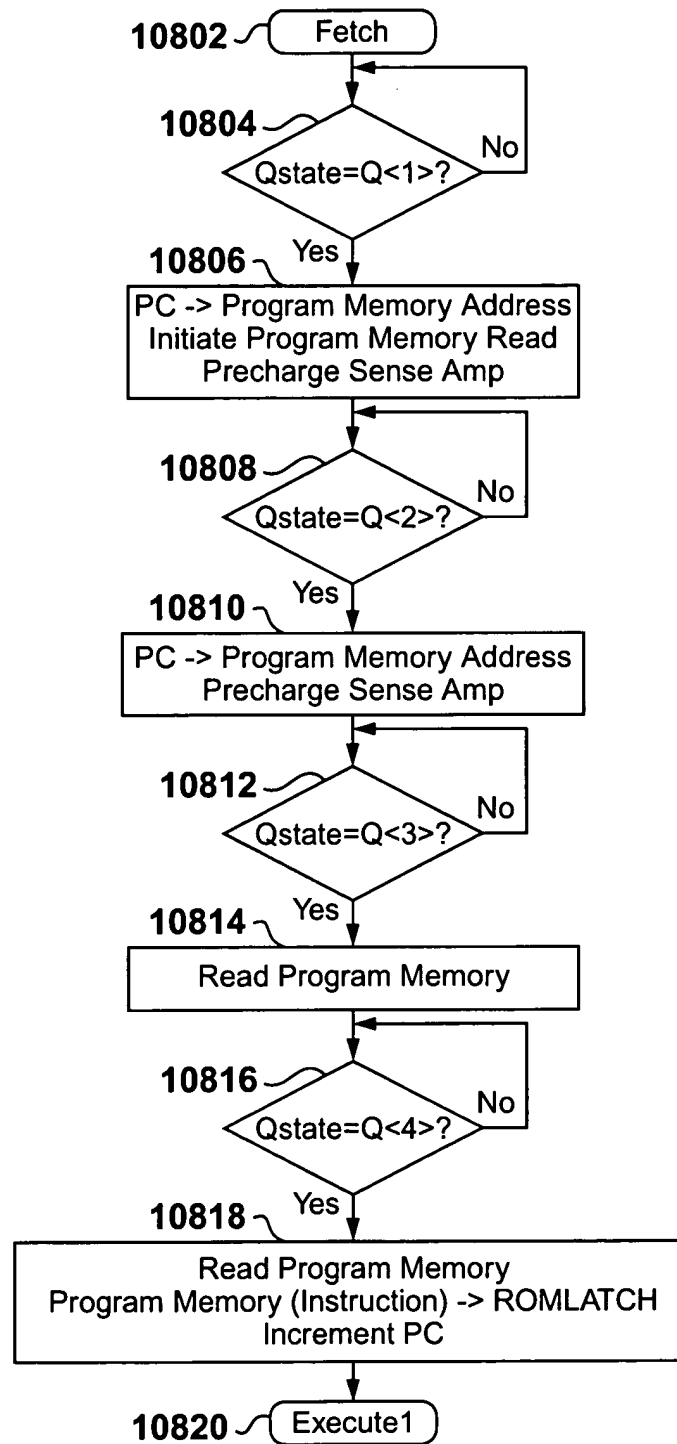 10802 Fetch
10804
Qstate=Q<1>?
No
Yes
10806
PC -> Program Memory Address
Initiate Program Memory Read
Precharge Sense Amp
10808
Qstate=Q<2>?
No
Yes
10810
PC -> Program Memory Address
Precharge Sense Amp
10812
Qstate=Q<3>?
No
Yes
10814
Read Program Memory
10816
Qstate=Q<4>?
No
Yes
10818
Read Program Memory
Program Memory (Instruction) -> ROMLATCH
Increment PC
10820 Execute1